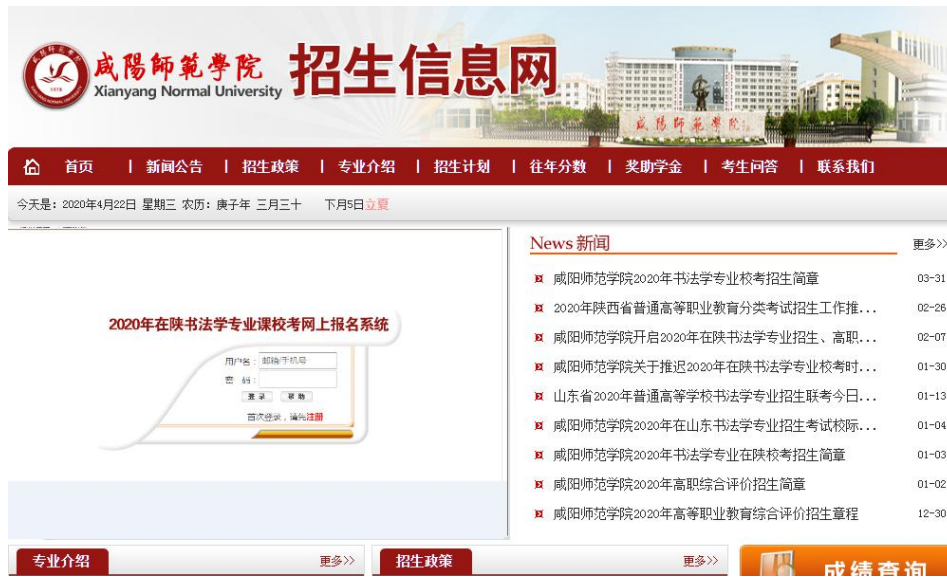 咸陽師範學院
Xianyang Normal University
招生信息网
咸陽師範學院
首页 | 新闻公告 | 招生政策 | 专业介绍 | 招生计划 | 往年分数 | 奖助学金 | 考生问答 | 联系我们
今天是：2020年4月22日 星期三 农历：庚子年 三月三十 下月5日立夏
2020年在陕书法学专业课校考网上报名系统
用户名：邮箱/手机号
密 码：
登 录 帮 助
首次登录，请先注册
News 新闻 更多>>
咸阳师范学院2020年书法学专业校考招生简章 03-31
2020年陕西省普通高等职业教育分类考试招生工作推... 02-26
咸阳师范学院开启2020年在陕书法学专业招生、高职... 02-07
咸阳师范学院关于推迟2020年在陕书法学专业校考时... 01-30
山东省2020年普通高等学校书法学专业招生联考今日... 01-13
咸阳师范学院2020年在山东书法学专业招生考试校际... 01-04
咸阳师范学院2020年书法学专业在陕校考招生简章 01-03
咸阳师范学院2020年高职综合评价招生简章 01-02
咸阳师范学院2020年高等职业教育综合评价招生章程 12-30
专业介绍 更多>>
招生政策 更多>>
成绩查询